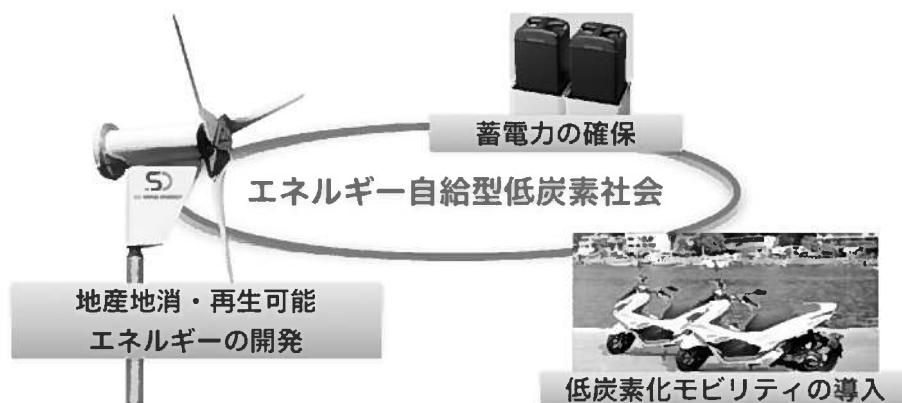 蓄電力の確保
エネルギー自給型低炭素社会
地産地消・再生可能
エネルギーの開発
低炭素化モビリティの導入